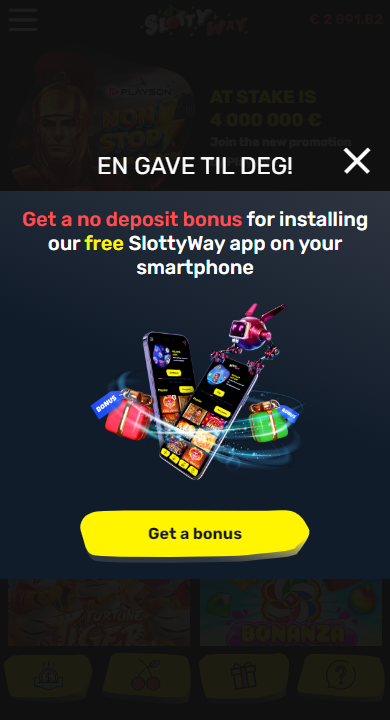 SLOTTYWAY
€ 2 891.82
PLAYSON
NON
STOP
AT STAKE IS
4 000 000 €
Join the new promotion
EN GAVE TIL DEG!
Get a no deposit bonus for installing
our free SlottyWay app on your
smartphone
BONUS
BONUS
Get a bonus
FORTUNE
TIGER
BONANZA